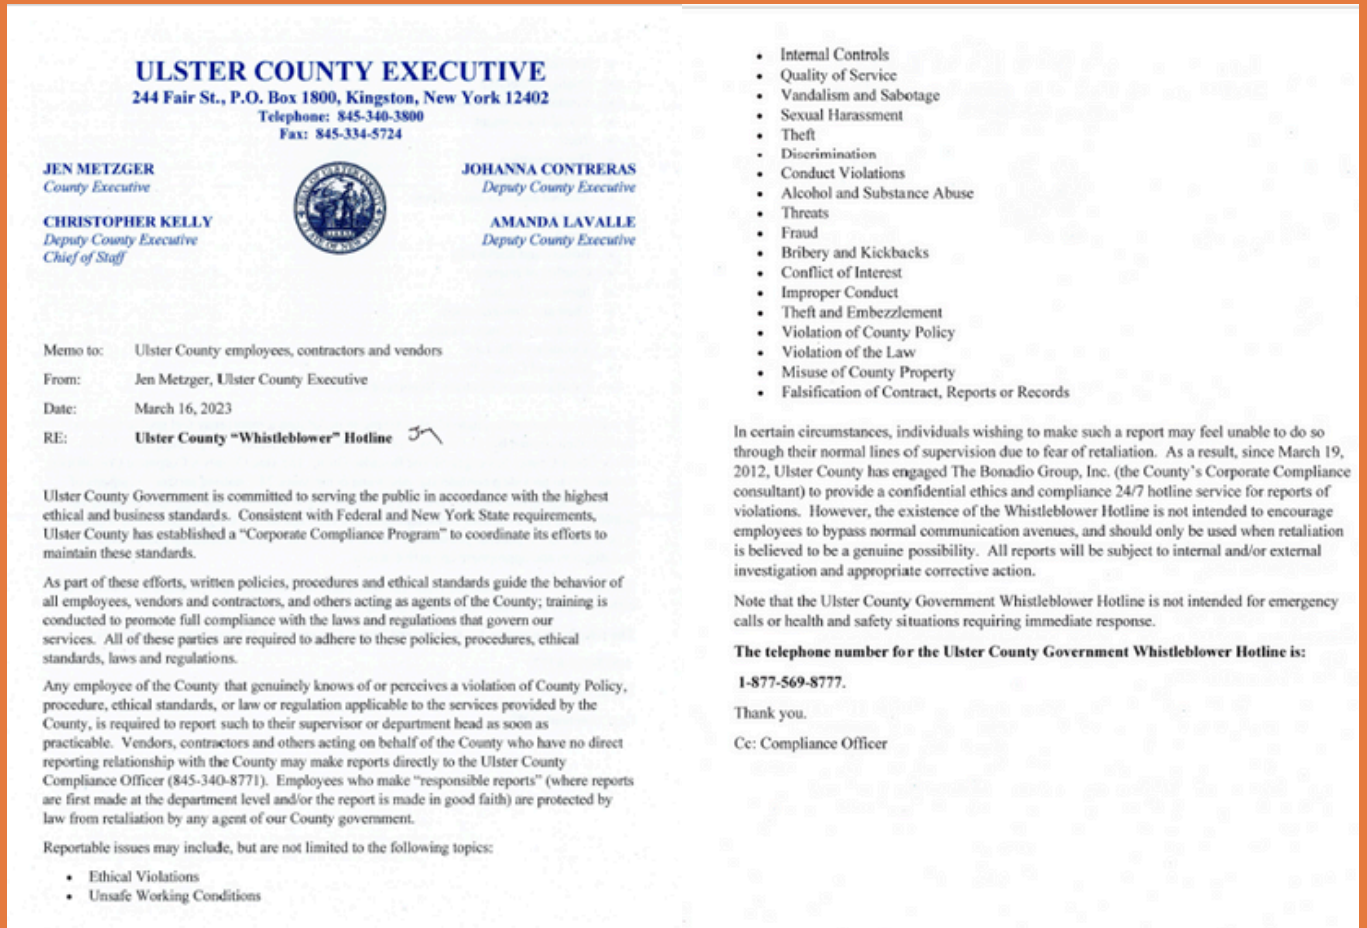 ULSTER COUNTY EXECUTIVE
244 Fair St., P.O. Box 1800, Kingston, New York 12402
Telephone: 845-340-3800
Fax: 845-334-5724
JEN METZGER
County Executive
CHRISTOPHER KELLY
Deputy County Executive
Chief of Staff
JOHANNA CONTRERAS
Deputy County Executive
AMANDA LAVALLE
Deputy County Executive
Memo to: Ulster County employees, contractors and vendors
From: Jen Metzger, Ulster County Executive
Date: March 16, 2023
RE: Ulster County “Whistleblower” Hotline
Ulster County Government is committed to serving the public in accordance with the highest
ethical and business standards. Consistent with Federal and New York State requirements,
Ulster County has established a “Corporate Compliance Program” to coordinate its efforts to
maintain these standards.
As part of these efforts, written policies, procedures and ethical standards guide the behavior of
all employees, vendors and contractors, and others acting as agents of the County; training is
conducted to promote full compliance with the laws and regulations that govern our
services. All of these parties are required to adhere to these policies, procedures, ethical
standards, laws and regulations.
Any employee of the County that genuinely knows of or perceives a violation of County Policy,
procedure, ethical standards, or law or regulation applicable to the services provided by the
County, is required to report such to their supervisor or department head as soon as
practicable. Vendors, contractors and others acting on behalf of the County who have no direct
reporting relationship with the County may make reports directly to the Ulster County
Compliance Officer (845-340-8771). Employees who make “responsible reports” (where reports
are first made at the department level and/or the report is made in good faith) are protected by
law from retaliation by any agent of our County government.
Reportable issues may include, but are not limited to the following topics:
• Ethical Violations
• Unsafe Working Conditions
• Internal Controls
• Quality of Service
• Vandalism and Sabotage
• Sexual Harassment
• Theft
• Discrimination
• Conduct Violations
• Alcohol and Substance Abuse
• Threats
• Fraud
• Bribery and Kickbacks
• Conflict of Interest
• Improper Conduct
• Theft and Embezzlement
• Violation of County Policy
• Violation of the Law
• Misuse of County Property
• Falsification of Contract, Reports or Records
In certain circumstances, individuals wishing to make such a report may feel unable to do so
through their normal lines of supervision due to fear of retaliation. As a result, since March 19,
2012, Ulster County has engaged The Bonadio Group, Inc. (the County’s Corporate Compliance
consultant) to provide a confidential ethics and compliance 24/7 hotline service for reports of
violations. However, the existence of the Whistleblower Hotline is not intended to encourage
employees to bypass normal communication avenues, and should only be used when retaliation
is believed to be a genuine possibility. All reports will be subject to internal and/or external
investigation and appropriate corrective action.
Note that the Ulster County Government Whistleblower Hotline is not intended for emergency
calls or health and safety situations requiring immediate response.
The telephone number for the Ulster County Government Whistleblower Hotline is:
1-877-569-8777.
Thank you.
Cc: Compliance Officer